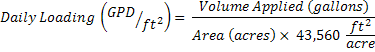 Daily Loading (GPD/ft²) = Volume Applied (gallons) / Area (acres) × 43,560 ft²/acre